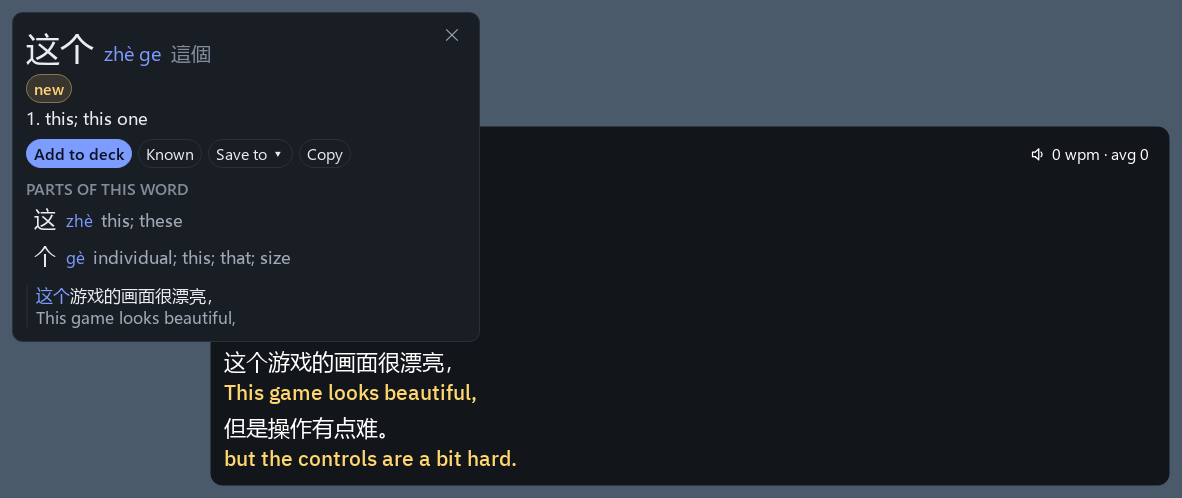 这个 zhè ge 這個
new
1. this; this one
Add to deck Known Save to ▾ Copy
PARTS OF THIS WORD
这 zhè this; these
个 gè individual; this; that; size
这个游戏的画面很漂亮，
This game looks beautiful,
0 wpm · avg 0
这个游戏的画面很漂亮，
This game looks beautiful,
但是操作有点难。
but the controls are a bit hard.